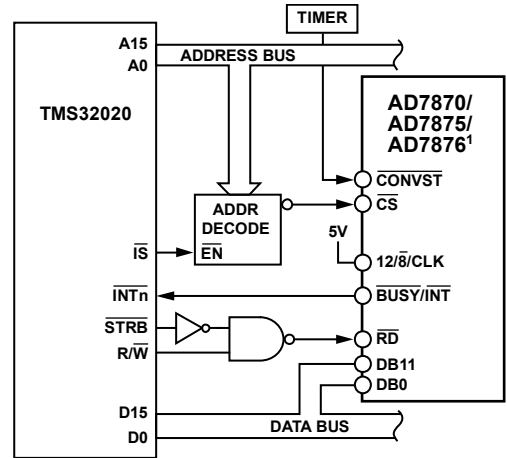 TIMER
A15
A0
ADDRESS BUS
TMS32020
AD7870/
AD7875/
AD7876¹
CONVST
CS
ADDR
DECODE
EN
IS
5V
12/8/CLK
INTn
BUSY/INT
STRB
R/W
RD
DB11
DB0
D15
D0
DATA BUS